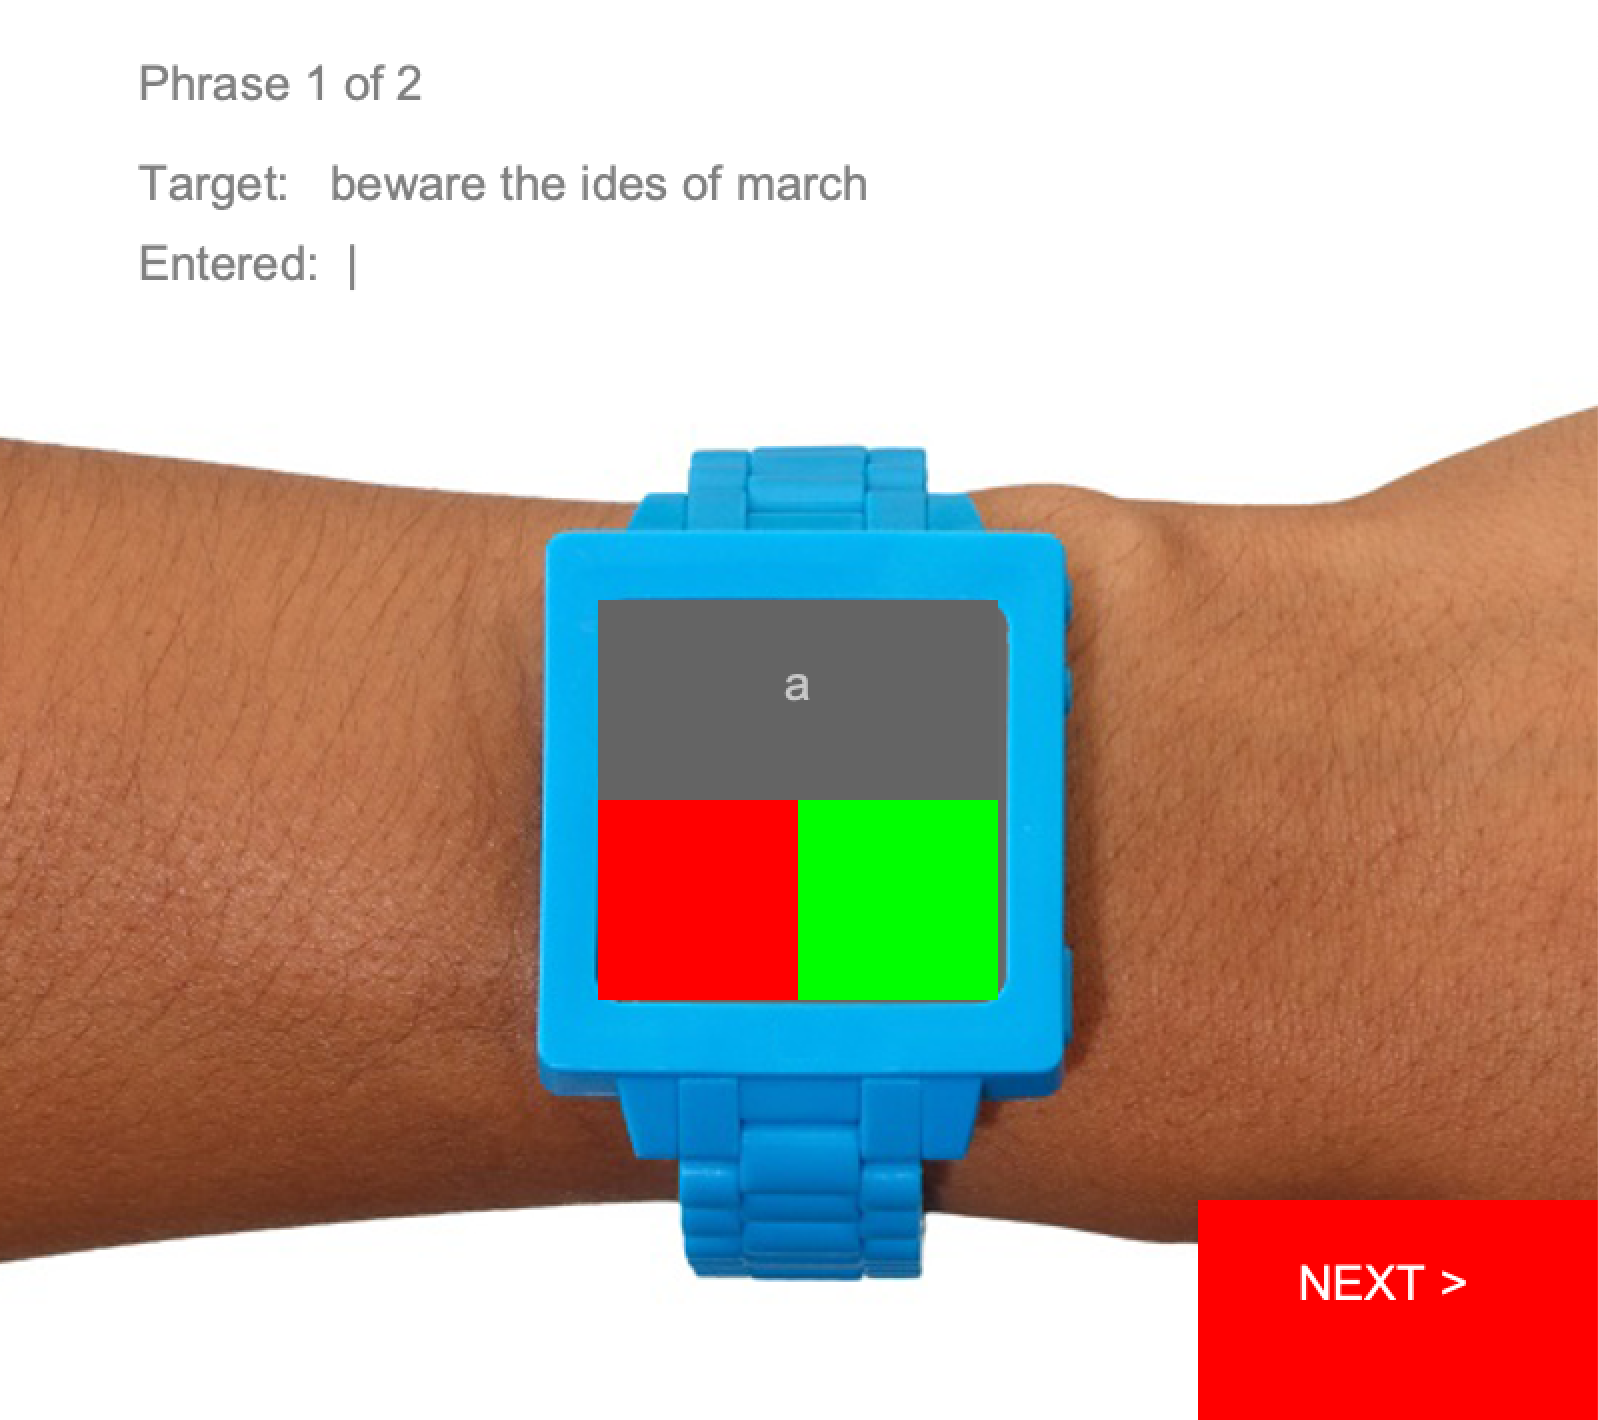 Phrase 1 of 2
Target: beware the ides of march
Entered: |
a
NEXT >